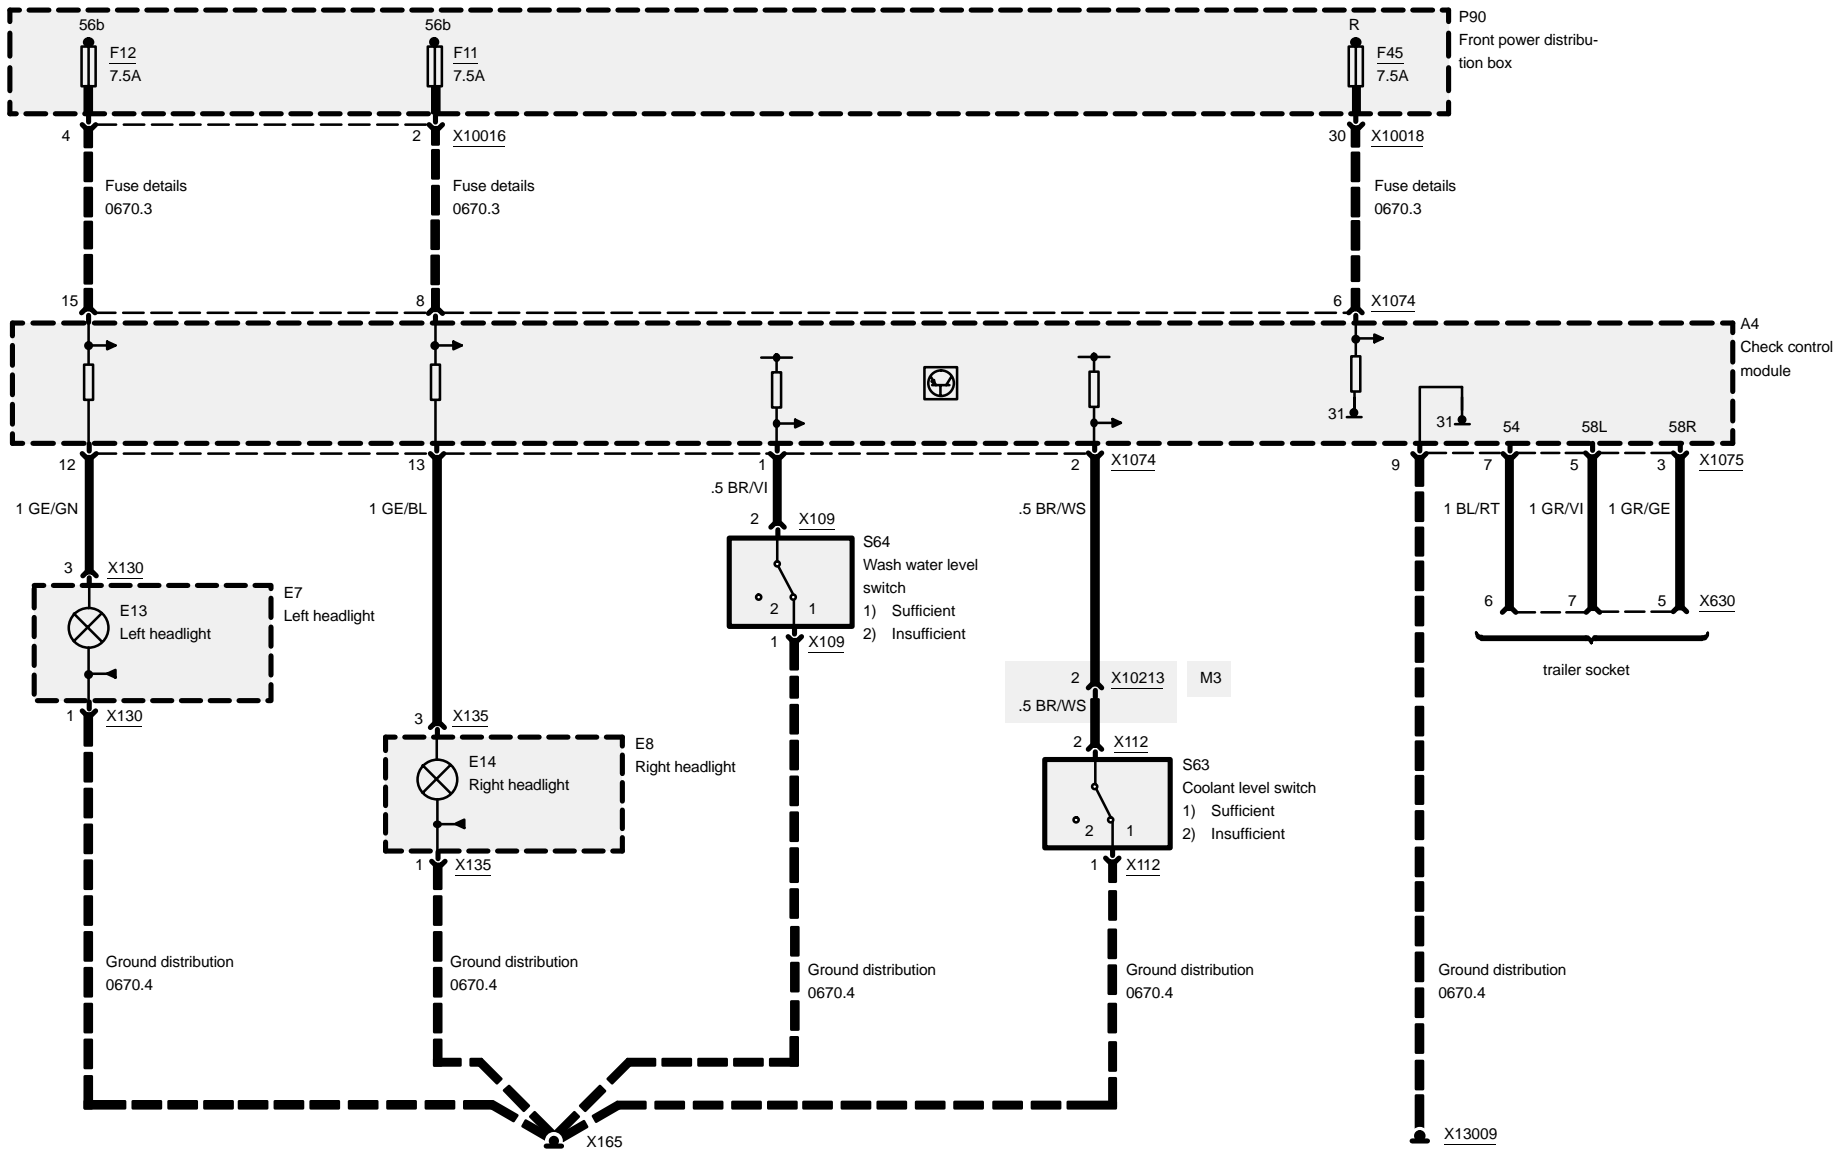 56b
56b
R
P90
Front power distribu-
tion box
F12
7.5A
F11
7.5A
F45
7.5A
4
2
X10016
30
X10018
Fuse details
0670.3
Fuse details
0670.3
Fuse details
0670.3
15
8
6
X1074
A4
Check control
module
31
31
54
58L
58R
12
13
1
2
X1074
9
7
5
3
X1075
1 GE/GN
1 GE/BL
.5 BR/VI
.5 BR/WS
1 BL/RT
1 GR/VI
1 GR/GE
2
X109
S64
Wash water level
switch
1) Sufficient
2) Insufficient
2
1
1
X109
3
X130
E7
Left headlight
E13
Left headlight
1
X130
6
7
5
X630
trailer socket
2
X10213
M3
.5 BR/WS
3
X135
E8
Right headlight
E14
Right headlight
1
X135
2
X112
S63
Coolant level switch
1) Sufficient
2) Insufficient
2
1
1
X112
Ground distribution
0670.4
Ground distribution
0670.4
Ground distribution
0670.4
Ground distribution
0670.4
Ground distribution
0670.4
X165
X13009